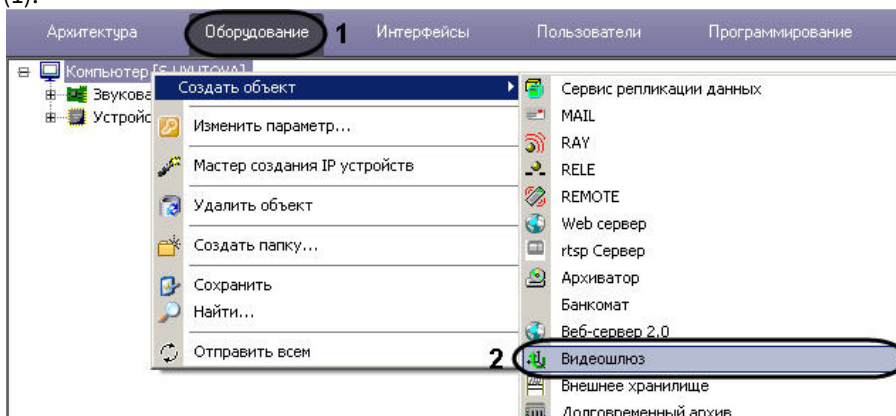 (1).
Архитектура Оборудование 1 Интерфейсы Пользователи Программирование
Компьютер
Создать объект
Изменить параметр...
Мастер создания IP устройств
Удалить объект
Создать папку...
Сохранить
Найти...
Отправить всем
Сервис репликации данных
MAIL
RAY
RELE
REMOTE
Web сервер
rtsp Сервер
Архиватор
Банкомат
Веб-сервер 2.0
2 Видеошлюз
Внешнее хранилище
Долговременный архив